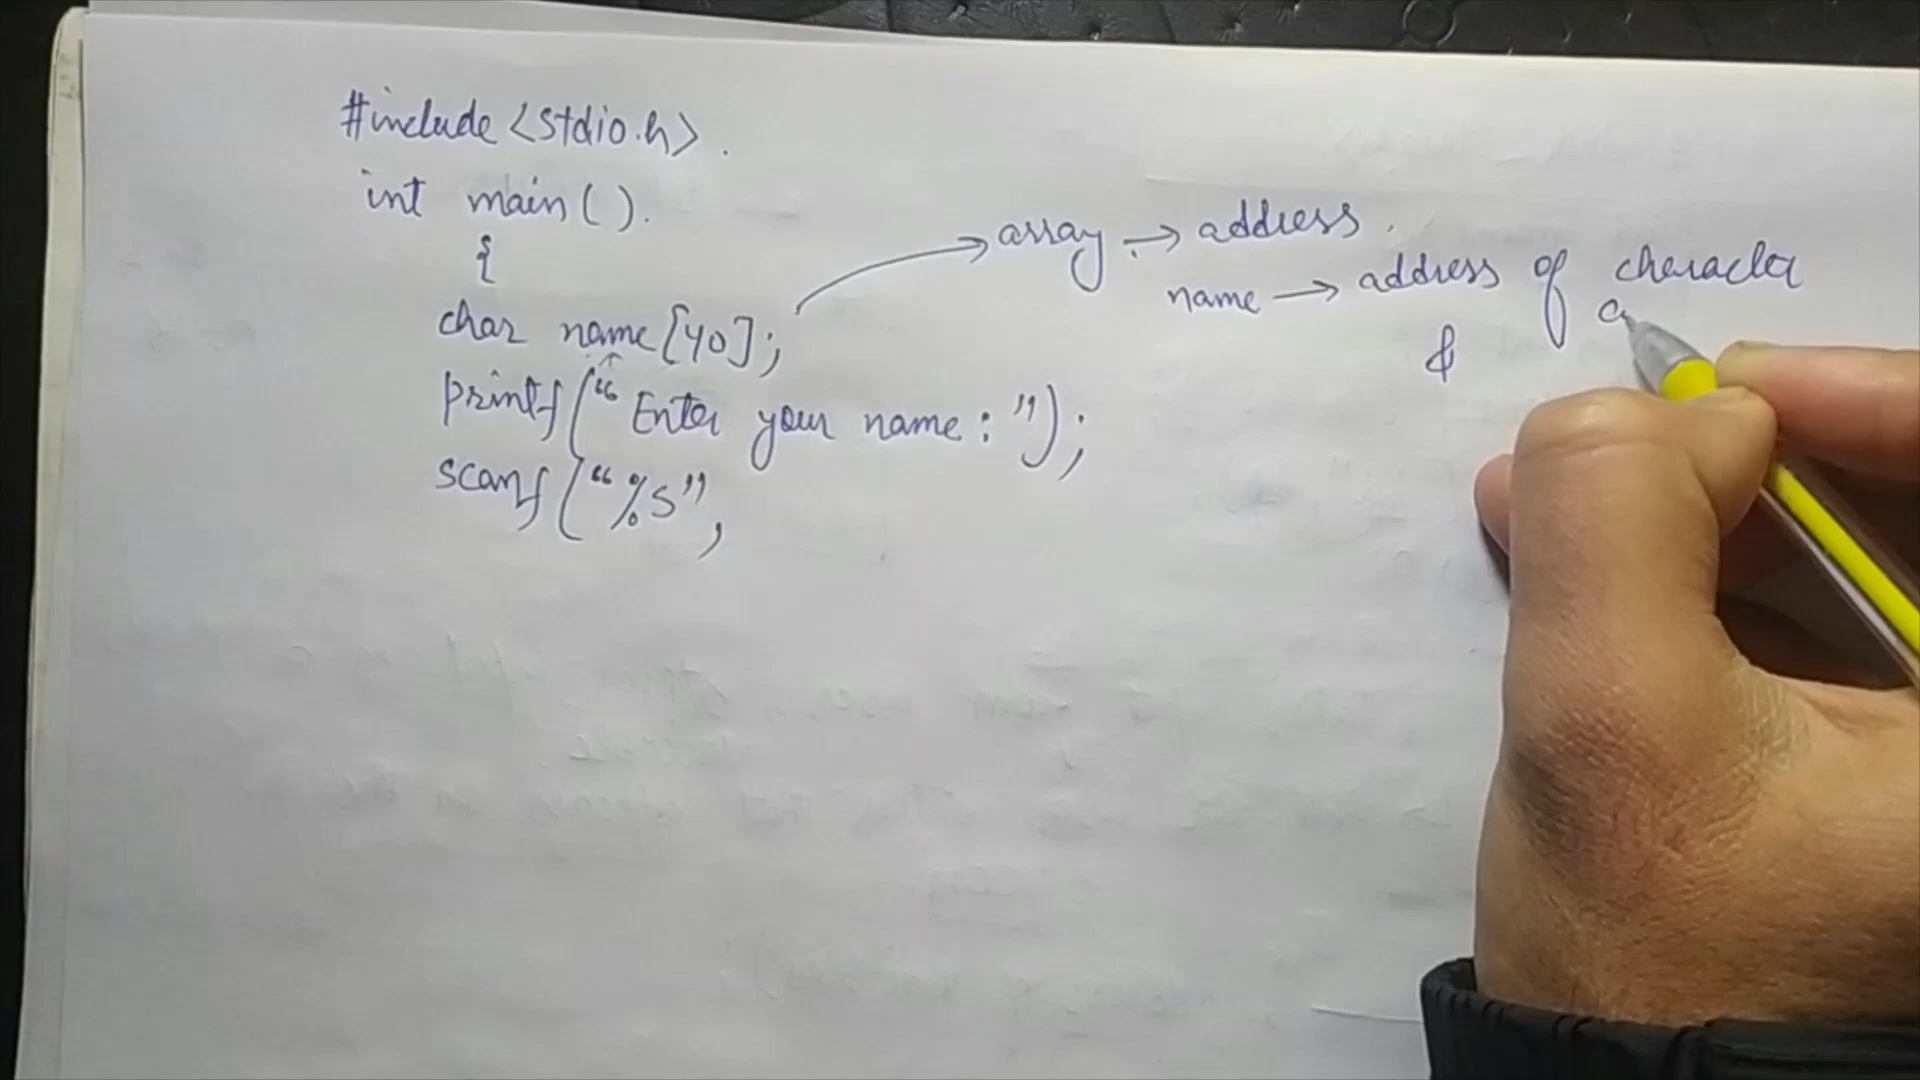 #include <stdio.h>.
int main().
{
char name[40];
printf("Enter your name:");
scanf("%s",
array → address.
name → address of character
&